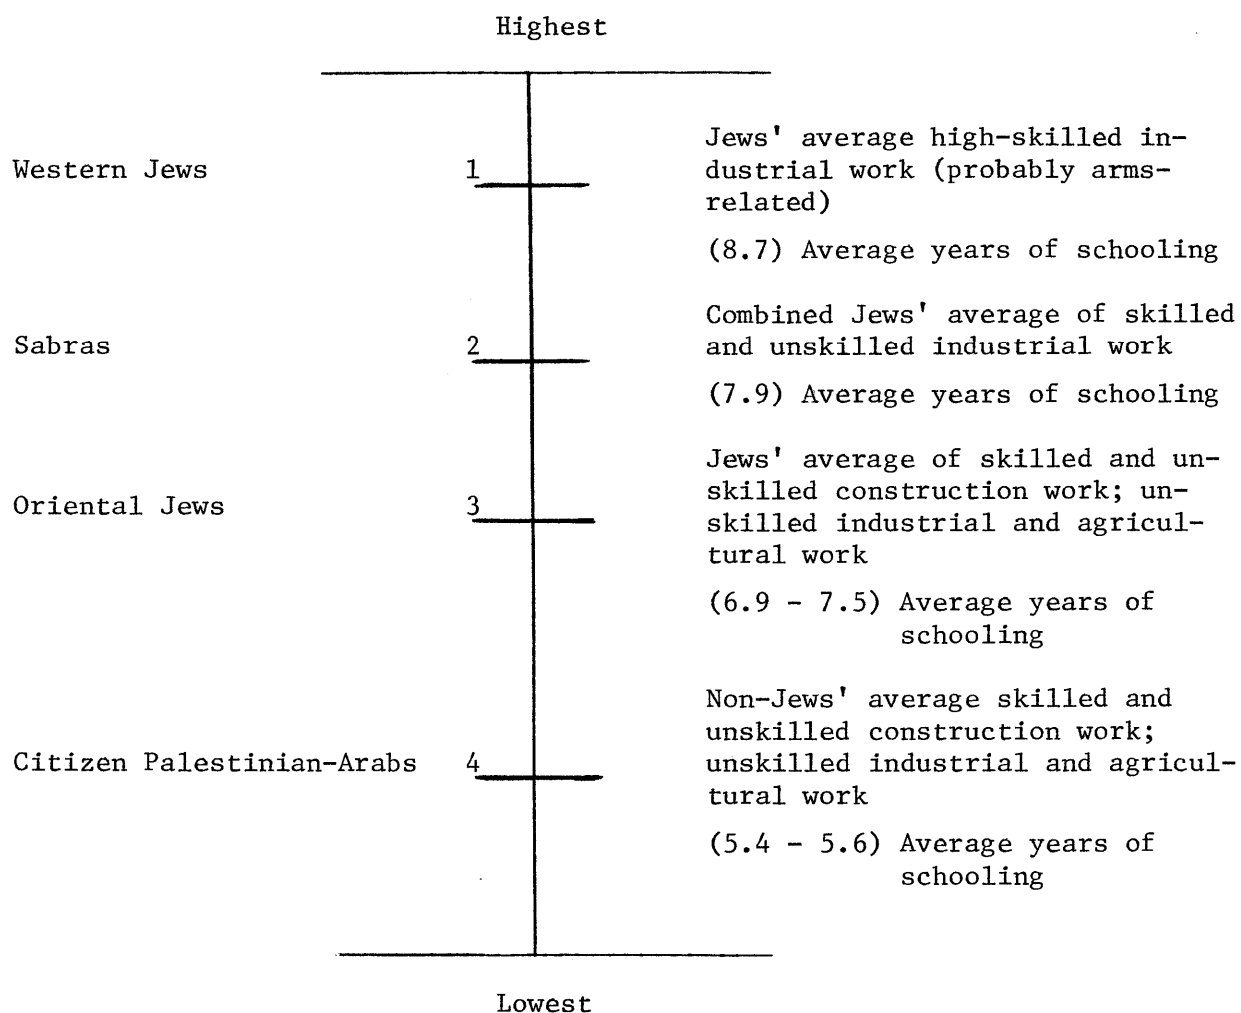 Highest
Western Jews
1
Jews' average high-skilled in-
dustrial work (probably arms-
related)
(8.7) Average years of schooling
Sabras
2
Combined Jews' average of skilled
and unskilled industrial work
(7.9) Average years of schooling
Oriental Jews
3
Jews' average of skilled and un-
skilled construction work; un-
skilled industrial and agricul-
tural work
(6.9 - 7.5) Average years of
schooling
Citizen Palestinian-Arabs
4
Non-Jews' average skilled and
unskilled construction work;
unskilled industrial and agricul-
tural work
(5.4 - 5.6) Average years of
schooling
Lowest